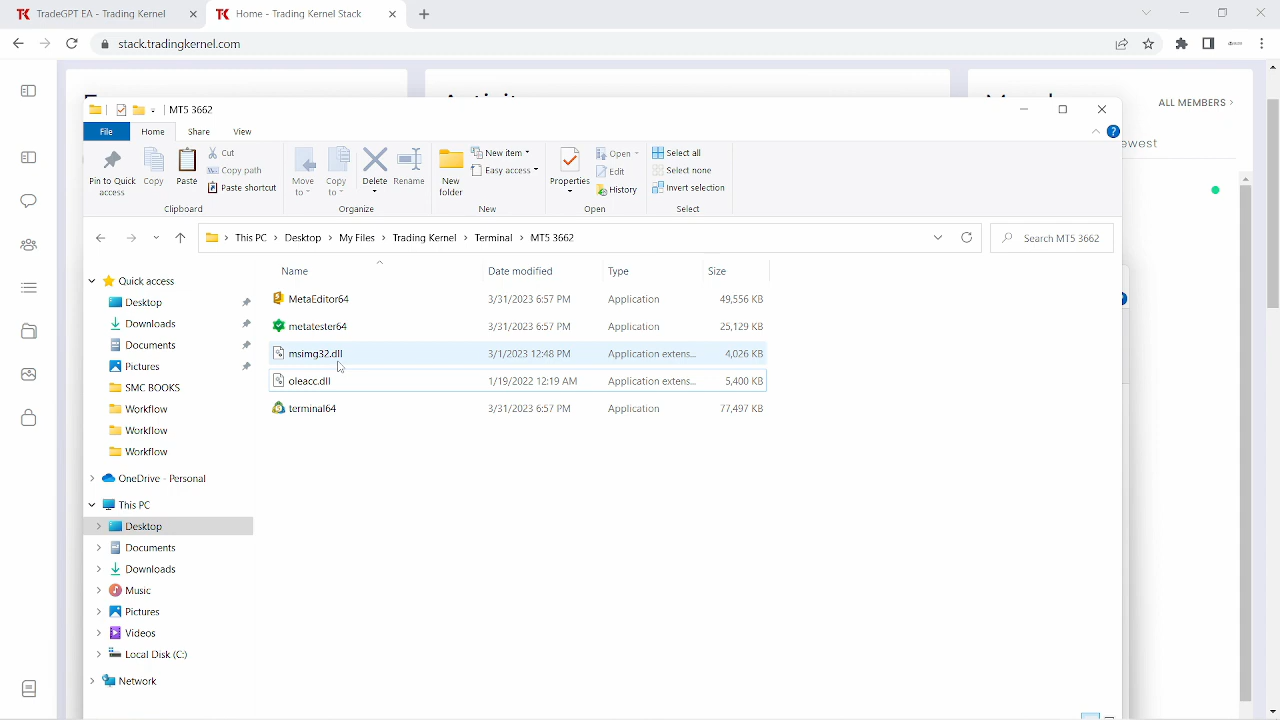 TradeGPT EA - Trading Kernel
Home - Trading Kernel Stack
stack.tradingkernel.com
ALL MEMBERS >
ewest
MT5 3662
File Home Share View
Pin to Quick access
Copy
Paste
Cut
Copy path
Paste shortcut
Clipboard
Move to
Copy to
Delete
Rename
Organize
New folder
New item
Easy access
New
Properties
Open
Edit
History
Open
Select all
Select none
Invert selection
Select
This PC > Desktop > My Files > Trading Kernel > Terminal > MT5 3662
Search MT5 3662
Name Date modified Type Size
MetaEditor64 3/31/2023 6:57 PM Application 49,556 KB
metatester64 3/31/2023 6:57 PM Application 25,129 KB
msimg32.dll 3/1/2023 12:48 PM Application extens... 4,026 KB
oleacc.dll 1/19/2022 12:19 AM Application extens... 5,400 KB
terminal64 3/31/2023 6:57 PM Application 77,497 KB
Quick access
Desktop
Downloads
Documents
Pictures
SMC BOOKS
Workflow
Workflow
Workflow
OneDrive - Personal
This PC
Desktop
Documents
Downloads
Music
Pictures
Videos
Local Disk (C:)
Network